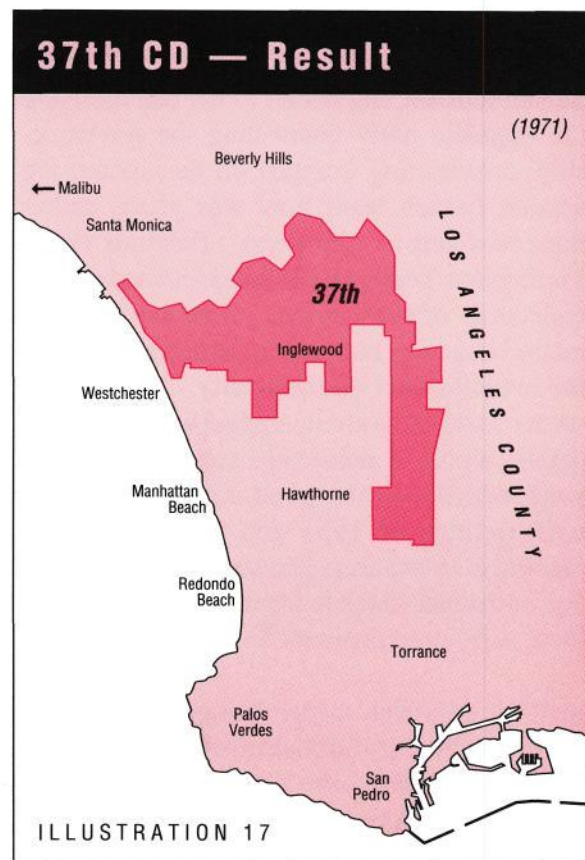 37th CD — Result
(1971)
Beverly Hills
← Malibu
Santa Monica
LOS ANGELES COUNTY
37th
Inglewood
Westchester
Manhattan
Beach
Hawthorne
Redondo
Beach
Torrance
Palos
Verdes
San
Pedro
ILLUSTRATION 17